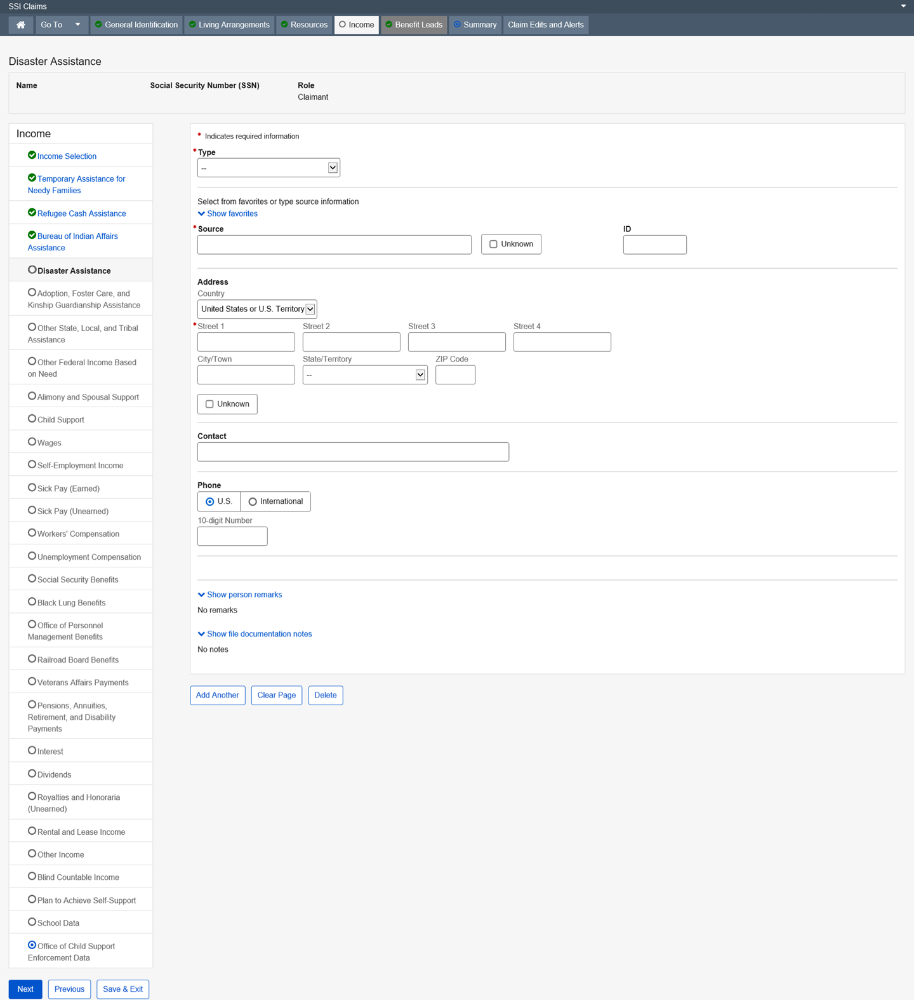 SSI Claims
Go To General Identification Living Arrangements Resources Income Benefit Leads Summary Claim Edits and Alerts
Disaster Assistance
Name Social Security Number (SSN) Role
Claimant
Income
Income Selection
Temporary Assistance for
Needy Families
Refugee Cash Assistance
Bureau of Indian Affairs
Assistance
Disaster Assistance
Adoption, Foster Care, and
Kinship Guardianship Assistance
Other State, Local, and Tribal
Assistance
Other Federal Income Based
on Need
Alimony and Spousal Support
Child Support
Wages
Self-Employment Income
Sick Pay (Earned)
Sick Pay (Unearned)
Workers' Compensation
Unemployment Compensation
Social Security Benefits
Black Lung Benefits
Office of Personnel
Management Benefits
Railroad Board Benefits
Veterans Affairs Payments
Pensions, Annuities,
Retirement, and Disability
Payments
Interest
Dividends
Royalties and Honoraria
(Unearned)
Rental and Lease Income
Other Income
Blind Countable Income
Plan to Achieve Self-Support
School Data
Office of Child Support
Enforcement Data
* Indicates required information
* Type
--
Select from favorites or type source information
Show favorites
* Source ID
Unknown
Address
Country
United States or U.S. Territory
* Street 1 Street 2 Street 3 Street 4
City/Town State/Territory ZIP Code
--
Unknown
Contact
Phone
U.S. International
10-digit Number
Show person remarks
No remarks
Show file documentation notes
No notes
Add Another Clear Page Delete
Next Previous Save & Exit